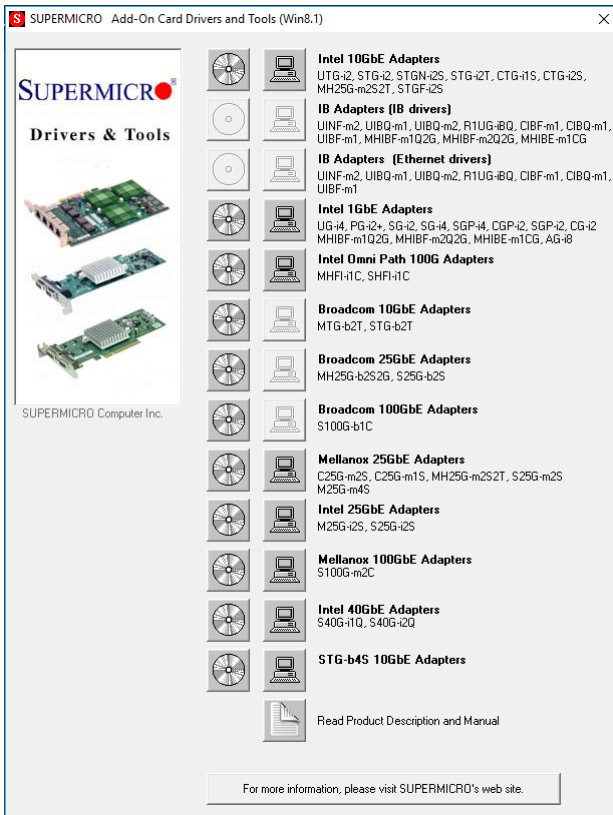 SUPERMICRO Add-On Card Drivers and Tools (Win8.1)
SUPERMICRO
Drivers & Tools
SUPERMICRO Computer Inc.
Intel 10GbE Adapters
UTG-i2, STG-i2, STGN-i2S, STG-i2T, CTG-i1S, CTG-i2S,
MH25G-m2S2T, STGF-i2S
IB Adapters (IB drivers)
UINF-m2, UIBQ-m1, UIBQ-m2, R1UG-iBQ, CIBF-m1, CIBQ-m1,
UIBF-m1, MHIBF-m1Q2G, MHIBF-m2Q2G, MHIBE-m1CG
IB Adapters (Ethernet drivers)
UINF-m2, UIBQ-m1, UIBQ-m2, R1UG-iBQ, CIBF-m1, CIBQ-m1,
UIBF-m1
Intel 1GbE Adapters
UG-i4, PG-i2+, SG-i2, SG-i4, SGP-i4, CGP-i2, SGP-i2, CG-i2
MHIBF-m1Q2G, MHIBF-m2Q2G, MHIBE-m1CG, AG-i8
Intel Omni Path 100G Adapters
MHFI-i1C, SHFI-i1C
Broadcom 10GbE Adapters
MTG-b2T, STG-b2T
Broadcom 25GbE Adapters
MH25G-b2S2G, S25G-b2S
Broadcom 100GbE Adapters
S100G-b1C
Mellanox 25GbE Adapters
C25G-m2S, C25G-m1S, MH25G-m2S2T, S25G-m2S
M25G-m4S
Intel 25GbE Adapters
M25G-i2S, S25G-i2S
Mellanox 100GbE Adapters
S100G-m2C
Intel 40GbE Adapters
S40G-i1Q, S40G-i2Q
STG-b4S 10GbE Adapters
Read Product Description and Manual
For more information, please visit SUPERMICRO's web site.